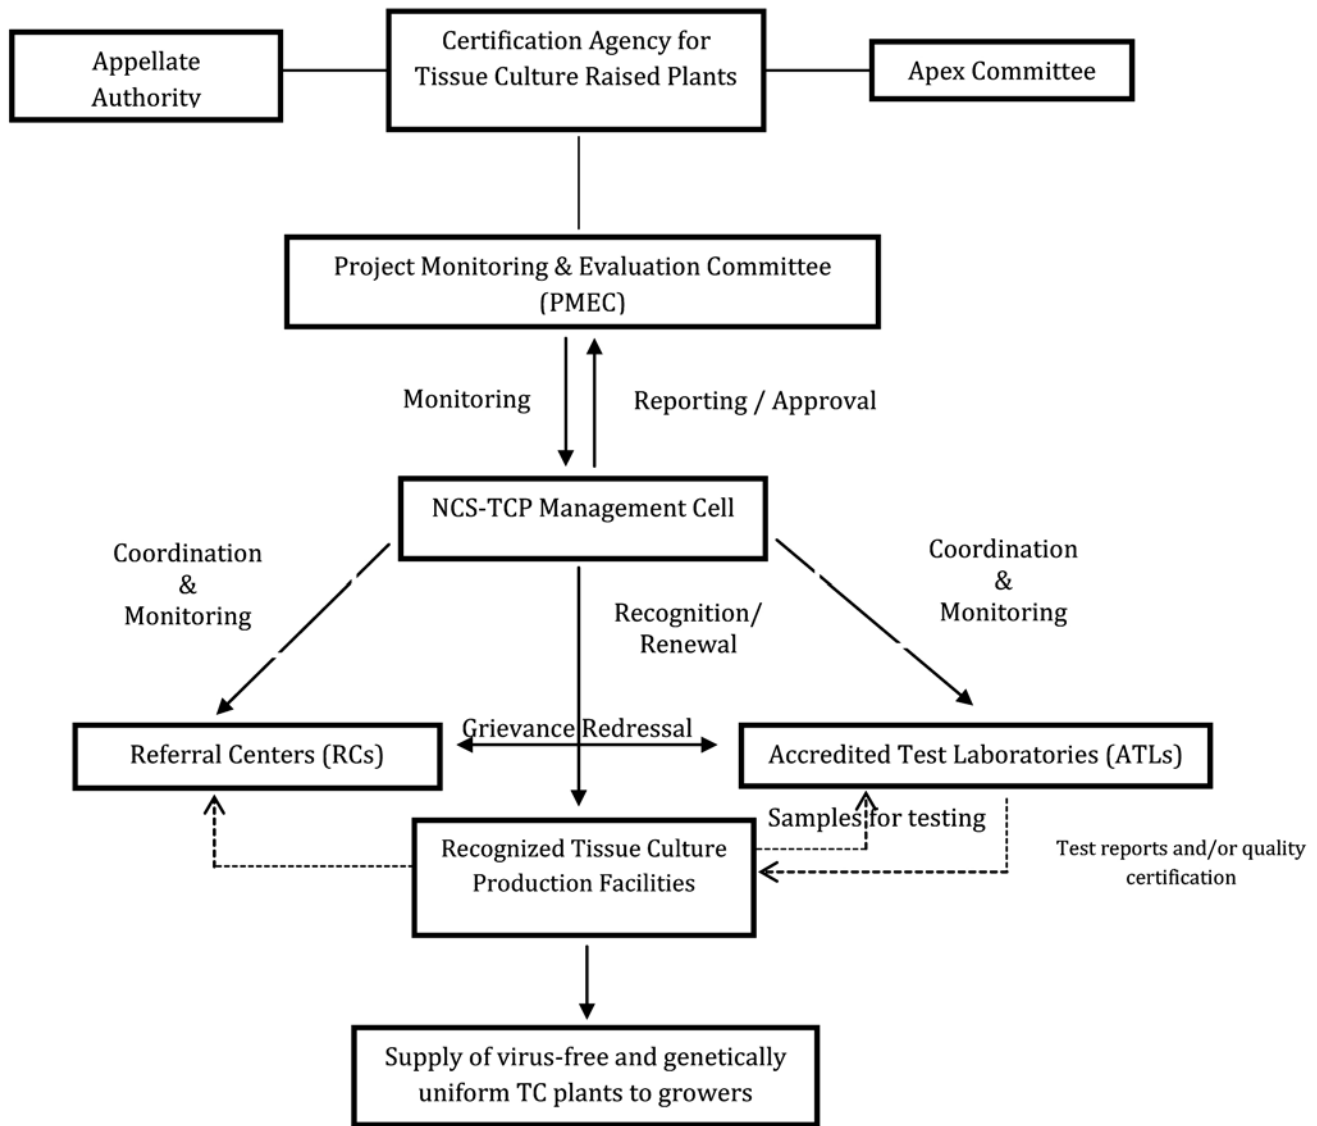 Appellate
Authority
Certification Agency for
Tissue Culture Raised Plants
Apex Committee
Project Monitoring & Evaluation Committee
(PMEC)
Monitoring
Reporting / Approval
NCS-TCP Management Cell
Coordination
&
Monitoring
Recognition/
Renewal
Coordination
&
Monitoring
Referral Centers (RCs)
Grievance Redressal
Accredited Test Laboratories (ATLs)
Samples for testing
Recognized Tissue Culture
Production Facilities
Test reports and/or quality
certification
Supply of virus-free and genetically
uniform TC plants to growers